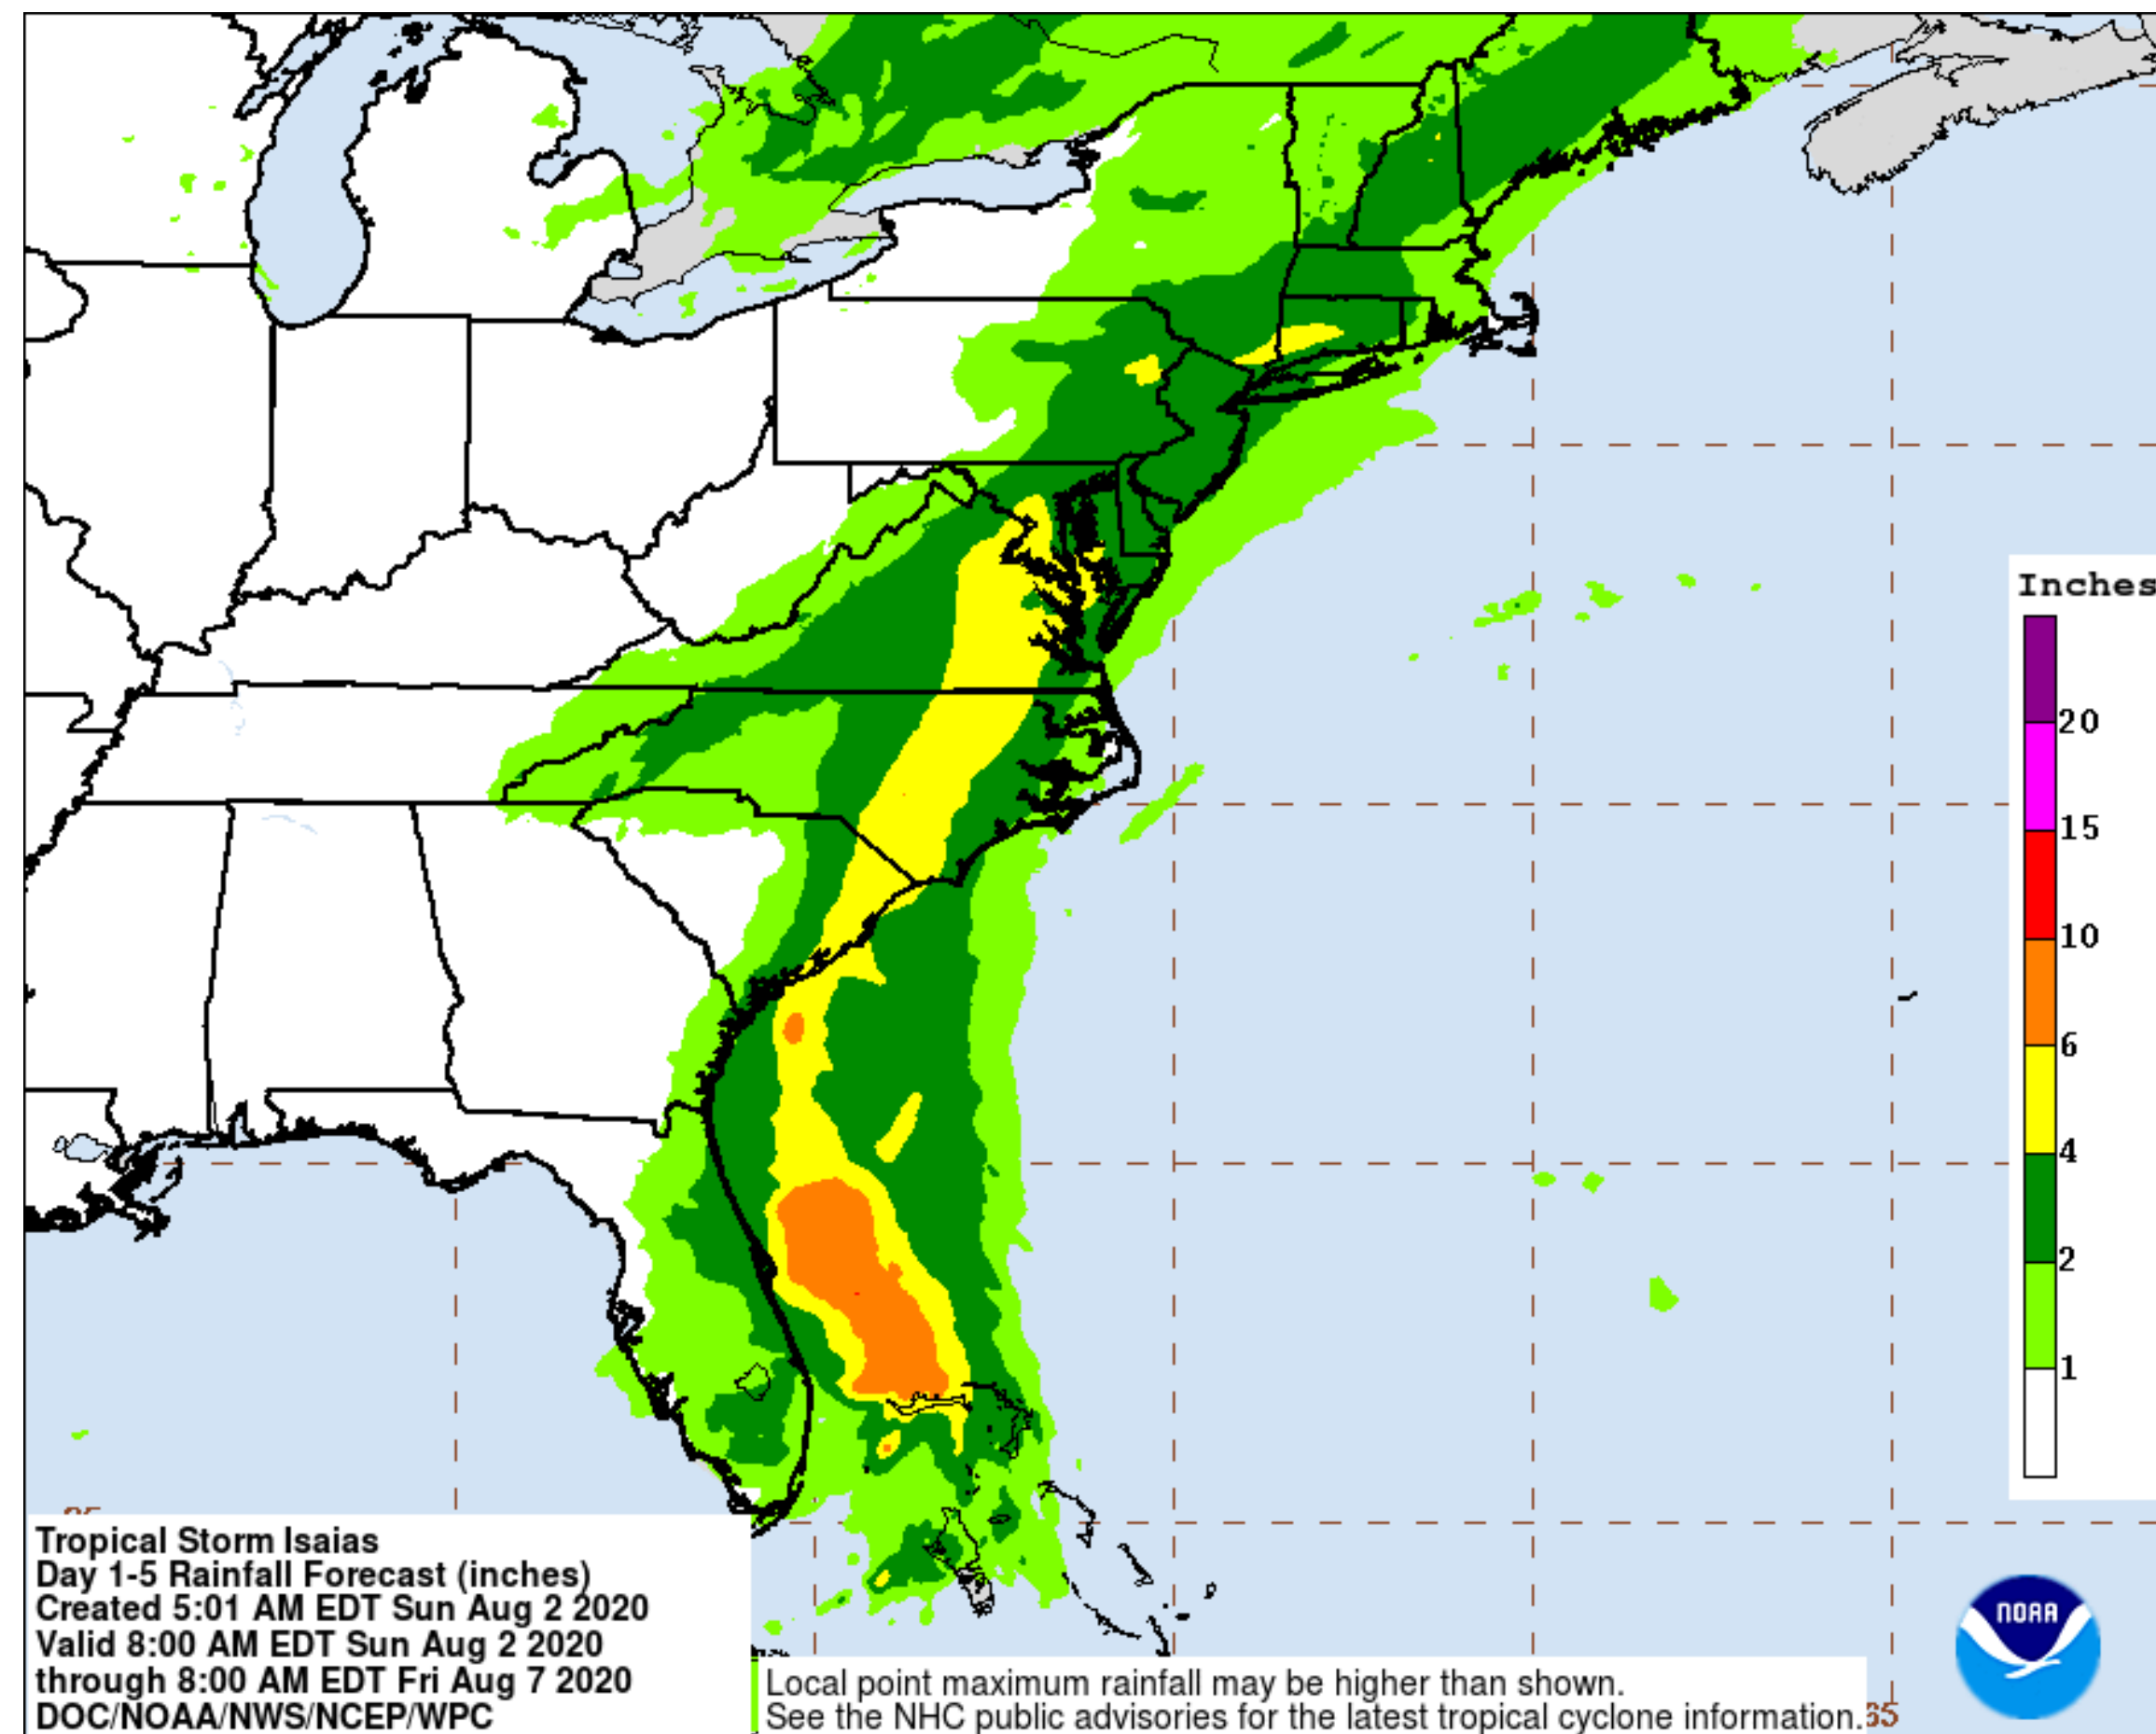 Inches
20
15
10
6
4
2
1
Tropical Storm Isaias
Day 1-5 Rainfall Forecast (inches)
Created 5:01 AM EDT Sun Aug 2 2020
Valid 8:00 AM EDT Sun Aug 2 2020
through 8:00 AM EDT Fri Aug 7 2020
DOC/NOAA/NWS/NCEP/WPC
Local point maximum rainfall may be higher than shown.
See the NHC public advisories for the latest tropical cyclone information.
65
NOAA